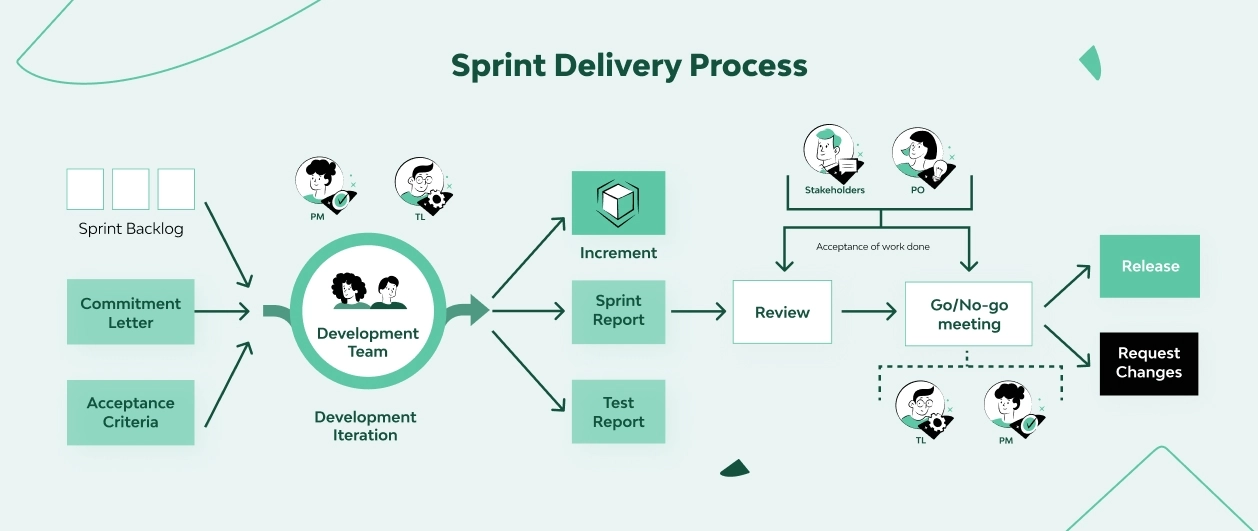 Sprint Delivery Process
Sprint Backlog
Commitment
Letter
Acceptance
Criteria
PM
TL
Development
Team
Development
Iteration
Increment
Sprint
Report
Test
Report
Stakeholders
PO
Acceptance of work done
Review
Go/No-go
meeting
TL
PM
Release
Request
Changes